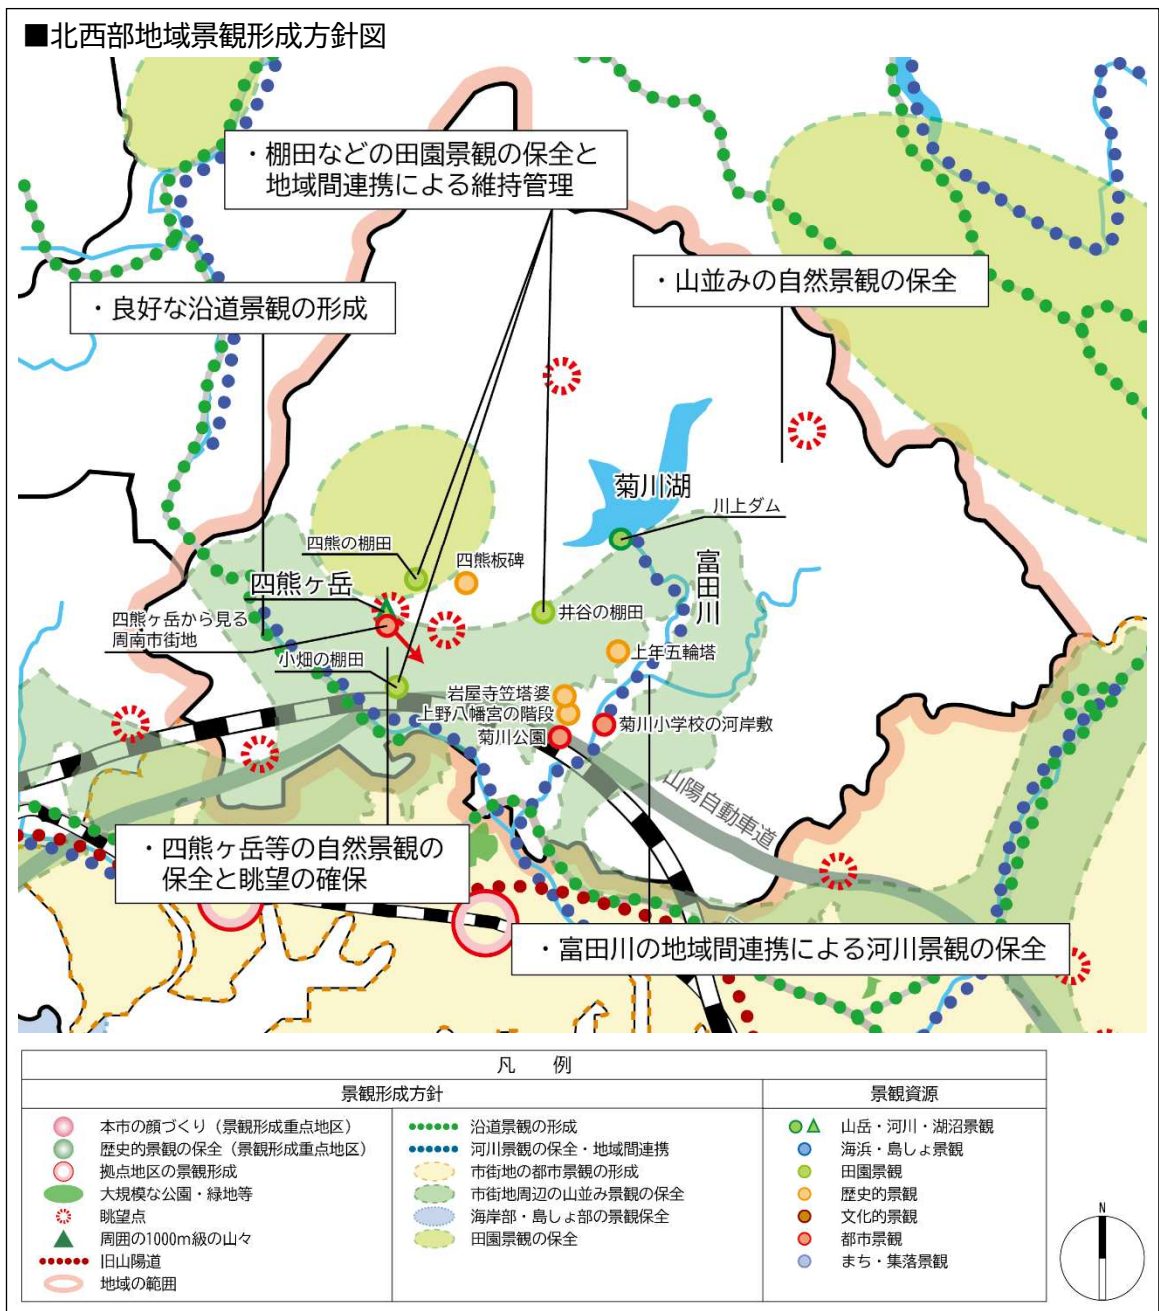 ■北西部地域景観形成方針図
・棚田などの田園景観の保全と
地域間連携による維持管理
・山並みの自然景観の保全
・良好な沿道景観の形成
菊川湖
川上ダム
富田川
四熊の棚田
四熊板碑
四熊ヶ岳
四熊ヶ岳から見る
周南市街地
井谷の棚田
小畑の棚田
上年五輪塔
岩屋寺笠塔婆
上野八幡宮の階段
菊川公園
菊川小学校の河岸敷
山陽自動車道
・四熊ヶ岳等の自然景観の
保全と眺望の確保
・富田川の地域間連携による河川景観の保全
凡　例
景観形成方針
景観資源
本市の顔づくり（景観形成重点地区）
歴史的景観の保全（景観形成重点地区）
拠点地区の景観形成
大規模な公園・緑地等
眺望点
周囲の1000m級の山々
旧山陽道
地域の範囲
沿道景観の形成
河川景観の保全・地域間連携
市街地の都市景観の形成
市街地周辺の山並み景観の保全
海岸部・島しょ部の景観保全
田園景観の保全
山岳・河川・湖沼景観
海浜・島しょ景観
田園景観
歴史的景観
文化的景観
都市景観
まち・集落景観
N